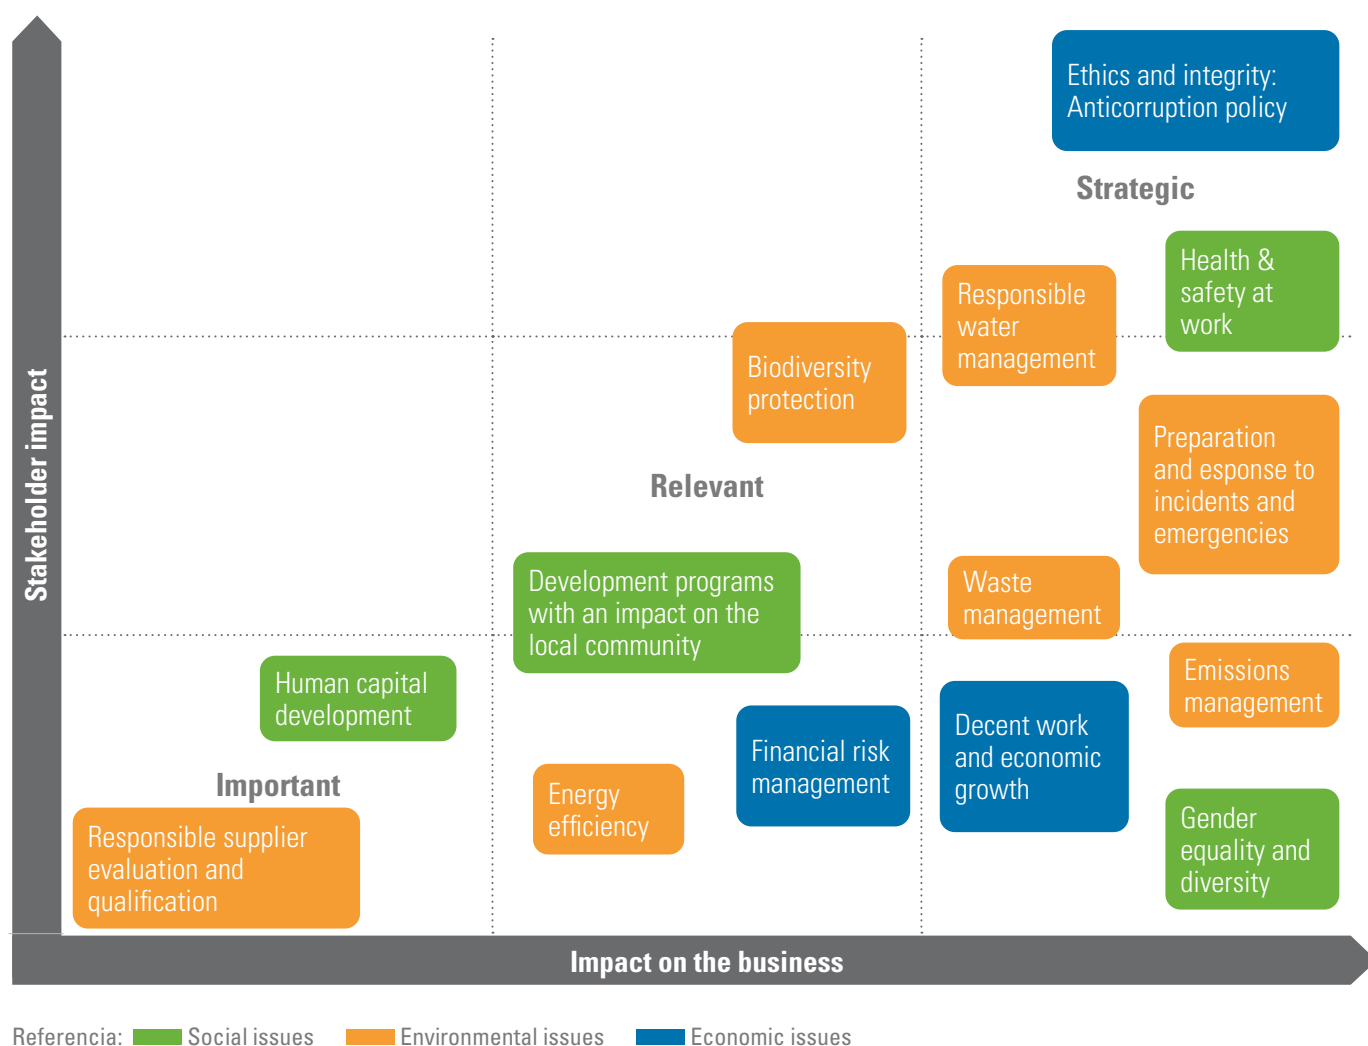 Ethics and integrity:
Anticorruption policy
Strategic
Health &
safety at
work
Responsible
water
management
Biodiversity
protection
Preparation
and esponse to
incidents and
emergencies
Relevant
Stakeholder impact
Development programs
with an impact on the
local community
Waste
management
Human capital
development
Emissions
management
Financial risk
management
Decent work
and economic
growth
Important
Energy
efficiency
Gender
equality and
diversity
Responsible supplier
evaluation and
qualification
Impact on the business
Referencia: Social issues Environmental issues Economic issues